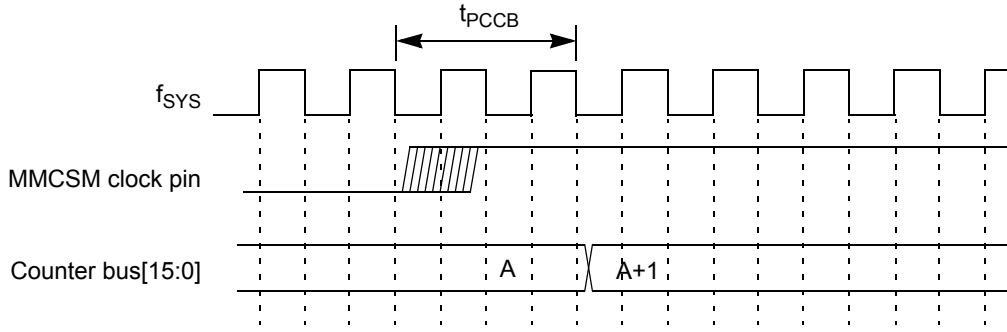 tPCCB
fSYS
MMCSM clock pin
Counter bus[15:0]
A
A+1